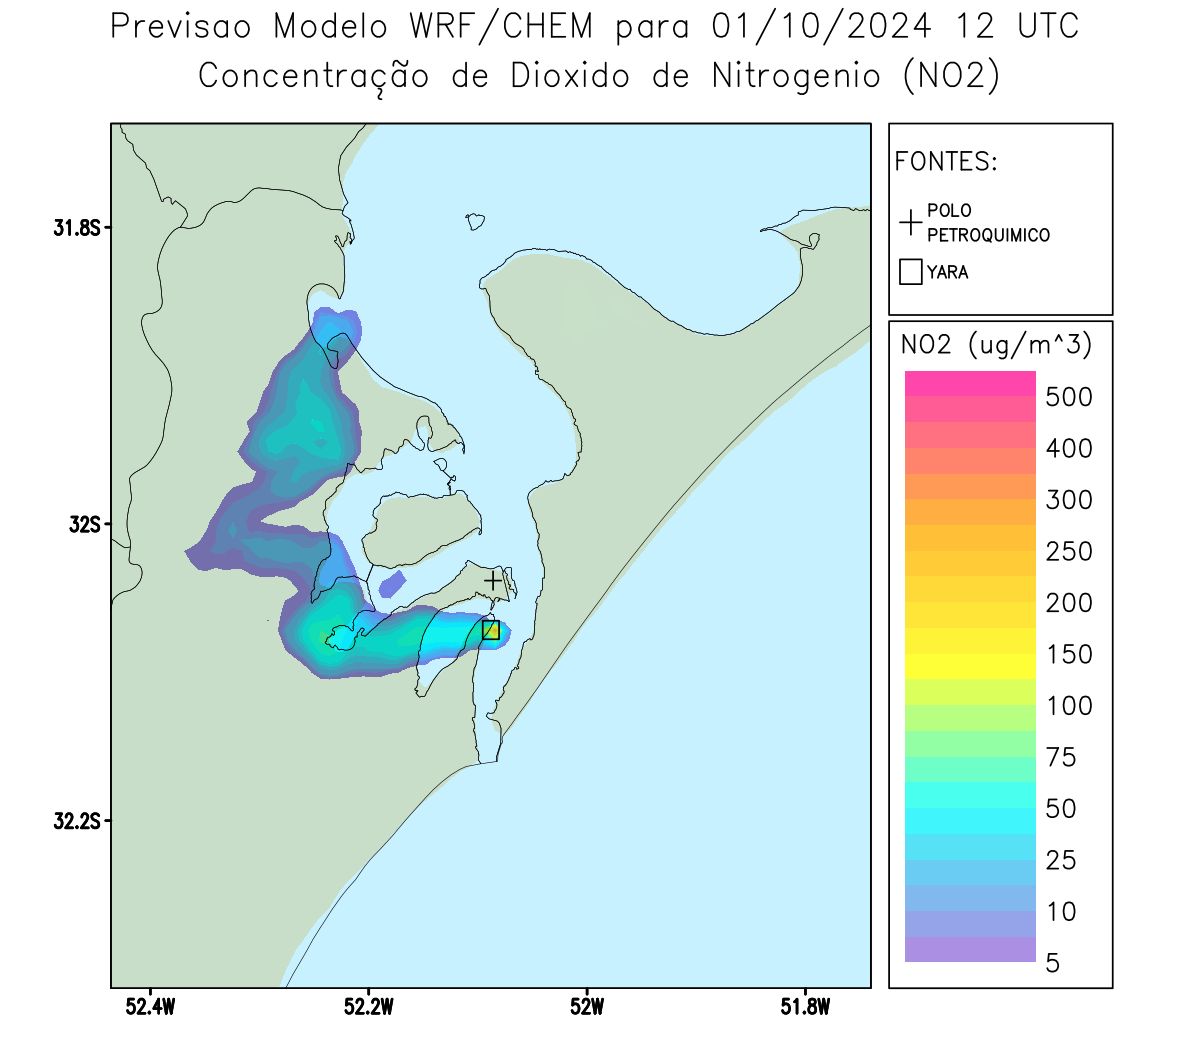 Previsao Modelo WRF/CHEM para 01/10/2024 12 UTC
Concentração de Dioxido de Nitrogenio (NO2)
FONTES:
POLO
PETROQUIMICO
YARA
NO2 (ug/m^3)
500
400
300
250
200
150
100
75
50
25
10
5
31.8S
32S
32.2S
52.4W
52.2W
52W
51.8W